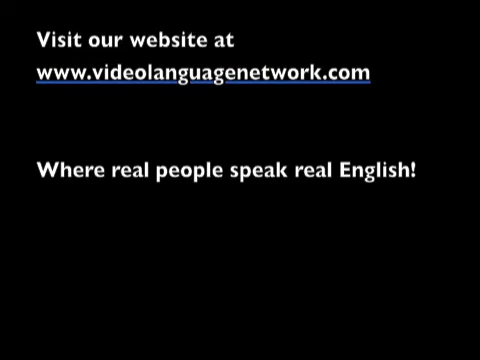 Visit our website at
www.videolanguagenetwork.com
Where real people speak real English!